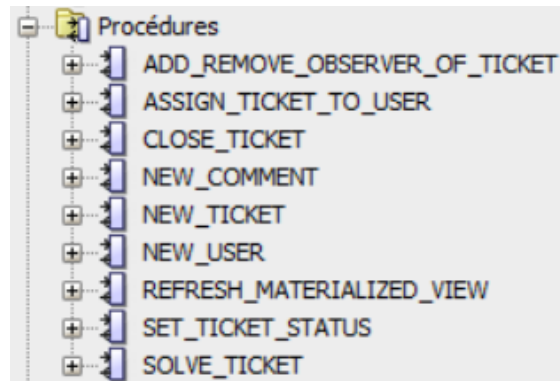 Procédures
ADD_REMOVE_OBSERVER_OF_TICKET
ASSIGN_TICKET_TO_USER
CLOSE_TICKET
NEW_COMMENT
NEW_TICKET
NEW_USER
REFRESH_MATERIALIZED_VIEW
SET_TICKET_STATUS
SOLVE_TICKET